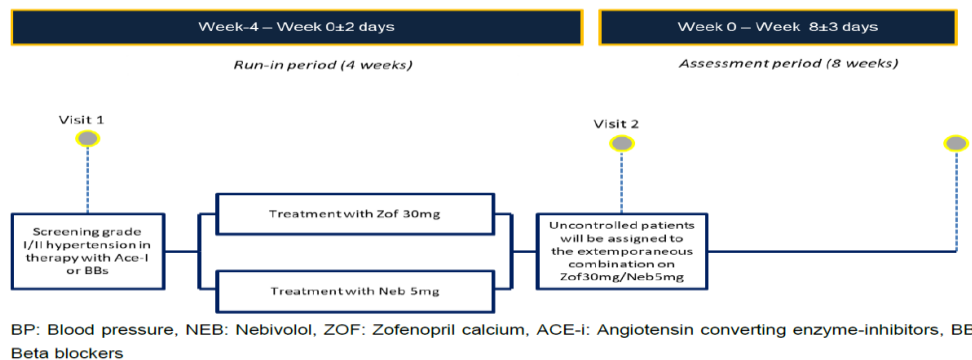 Week-4 – Week 0±2 days
Week 0 – Week 8±3 days
Run-in period (4 weeks)
Assessment period (8 weeks)
Visit 1
Visit 2
Screening grade
I/II hypertension in
therapy with Ace-I
or BBs
Treatment with Zof 30mg
Treatment with Neb 5mg
Uncontrolled patients
will be assigned to
the extemporaneous
combination on
Zof30mg/Neb5mg
BP: Blood pressure, NEB: Nebivolol, ZOF: Zofenopril calcium, ACE-i: Angiotensin converting enzyme-inhibitors, BB
Beta blockers